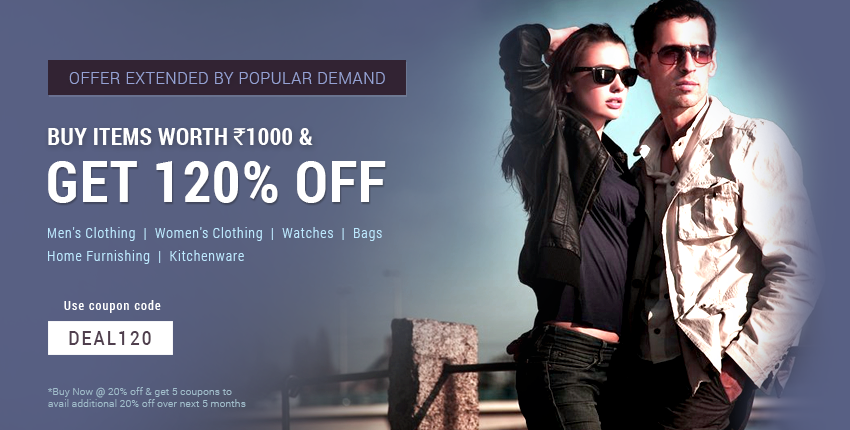 OFFER EXTENDED BY POPULAR DEMAND
BUY ITEMS WORTH ₹1000 &
GET 120% OFF
Men's Clothing | Women's Clothing | Watches | Bags
Home Furnishing | Kitchenware
Use coupon code
DEAL120
*Buy Now @ 20% off & get 5 coupons to
avail additional 20% off over next 5 months